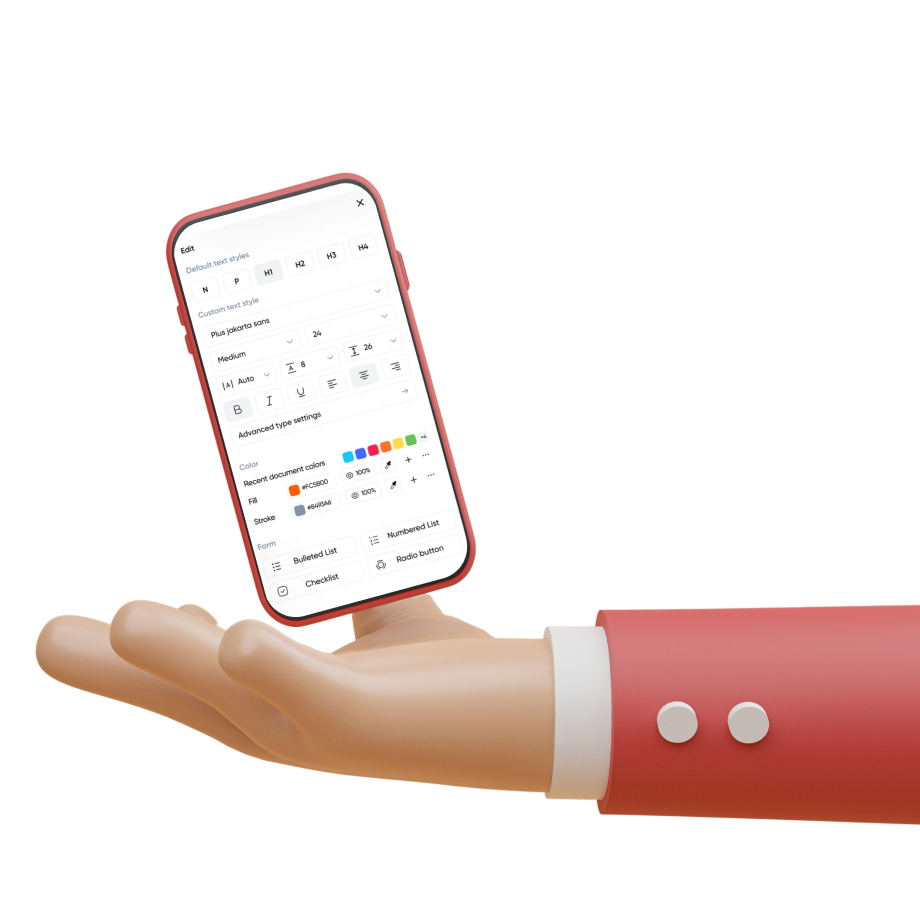 Edit
Default text styles
N P H1 H2 H3 H4
Custom text style
Plus jakarta sans
Medium 24
A Auto A 8 26
B I U
Advanced type settings
Color
Recent document colors +4
Fill #FC5B00 100%
Stroke #8493A6 100%
Form
Bulleted List Numbered List
Checklist Radio button